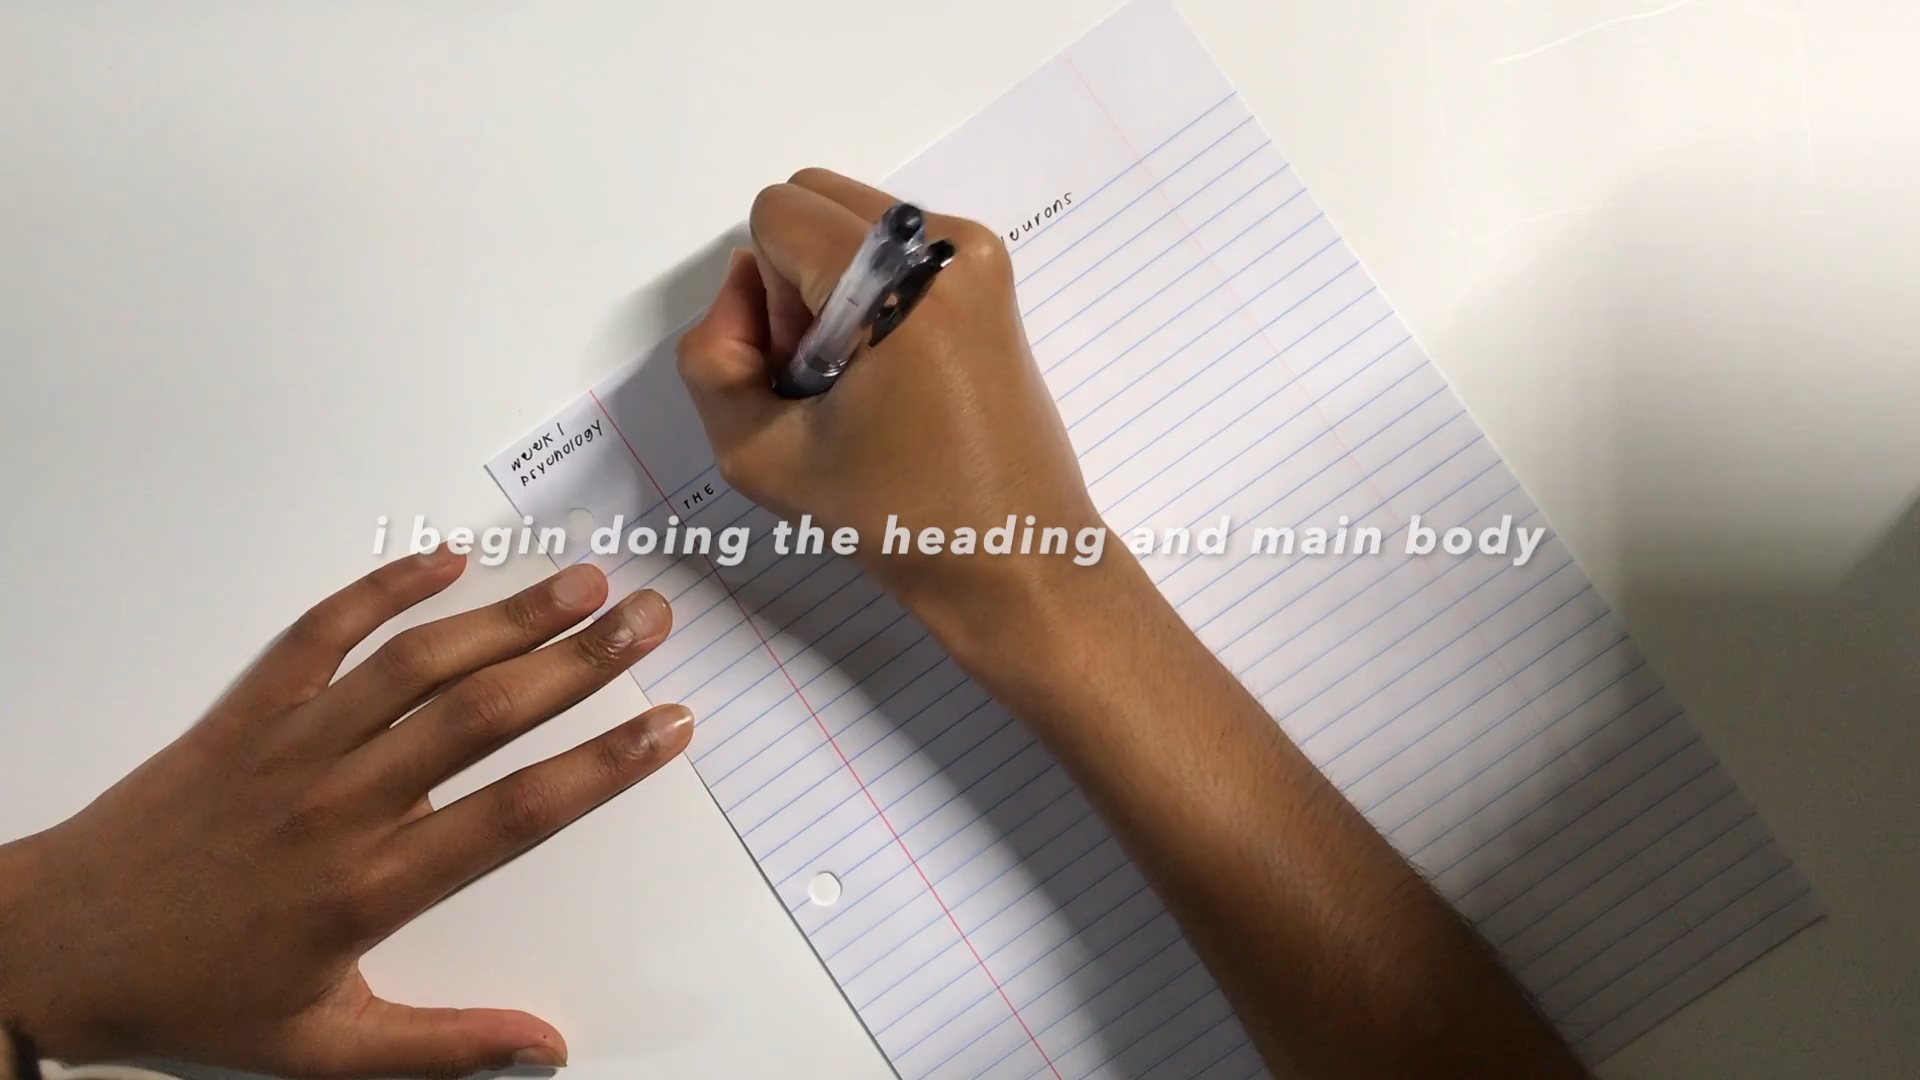 week 1
psychology
neurons
THE
i begin doing the heading and main body